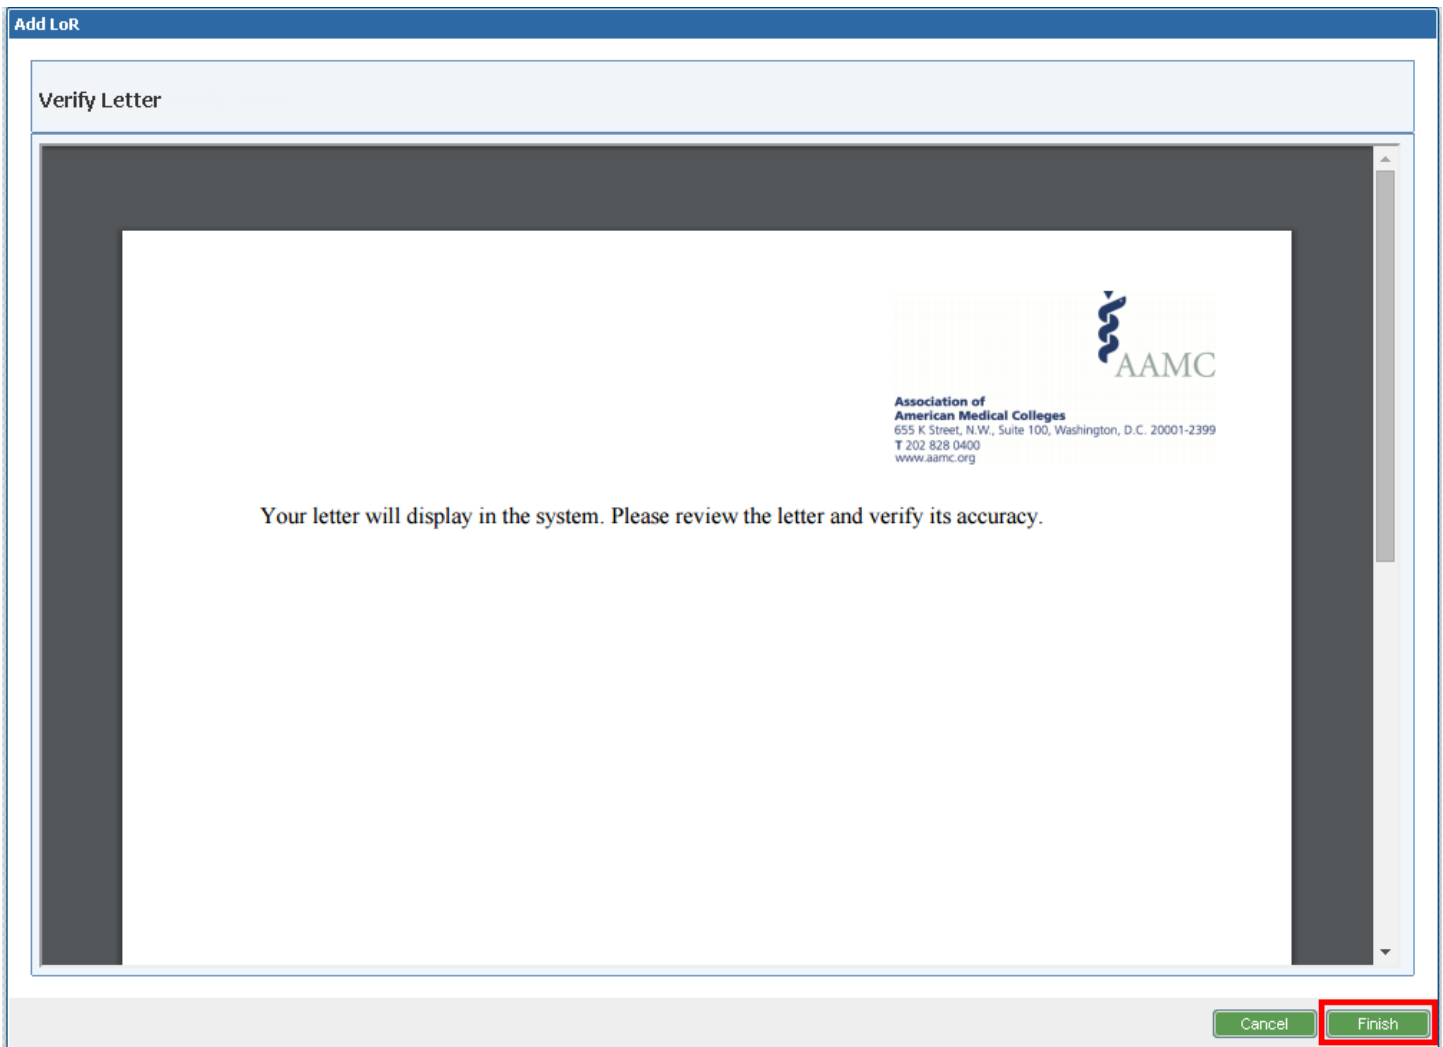 Add LoR
Verify Letter
AAMC
Association of
American Medical Colleges
655 K Street, N.W., Suite 100, Washington, D.C. 20001-2399
T 202 828 0400
www.aamc.org
Your letter will display in the system. Please review the letter and verify its accuracy.
Cancel
Finish